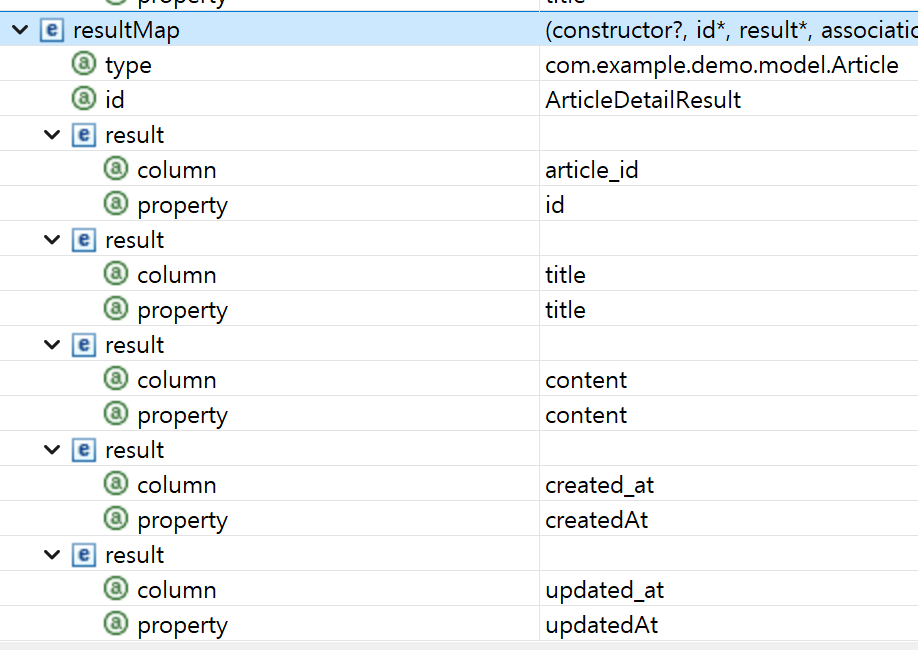 property title
resultMap (constructor?, id*, result*, associatio
type com.example.demo.model.Article
id ArticleDetailResult
result
column article_id
property id
result
column title
property title
result
column content
property content
result
column created_at
property createdAt
result
column updated_at
property updatedAt